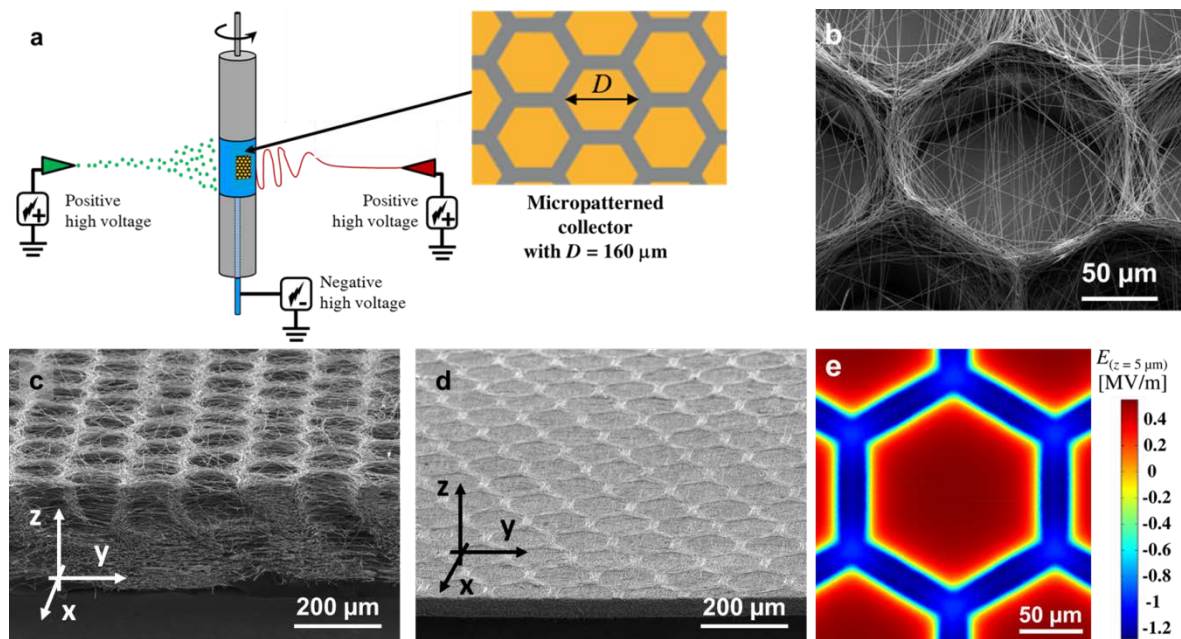 a
Positive
high voltage
Positive
high voltage
Negative
high voltage
D
Micropatterned
collector
with D = 160 µm
b
50 µm
c
z
y
x
200 µm
d
z
y
x
200 µm
e
50 µm
E(z = 5 µm)
[MV/m]
0.4
0.2
0
-0.2
-0.4
-0.6
-0.8
-1
-1.2